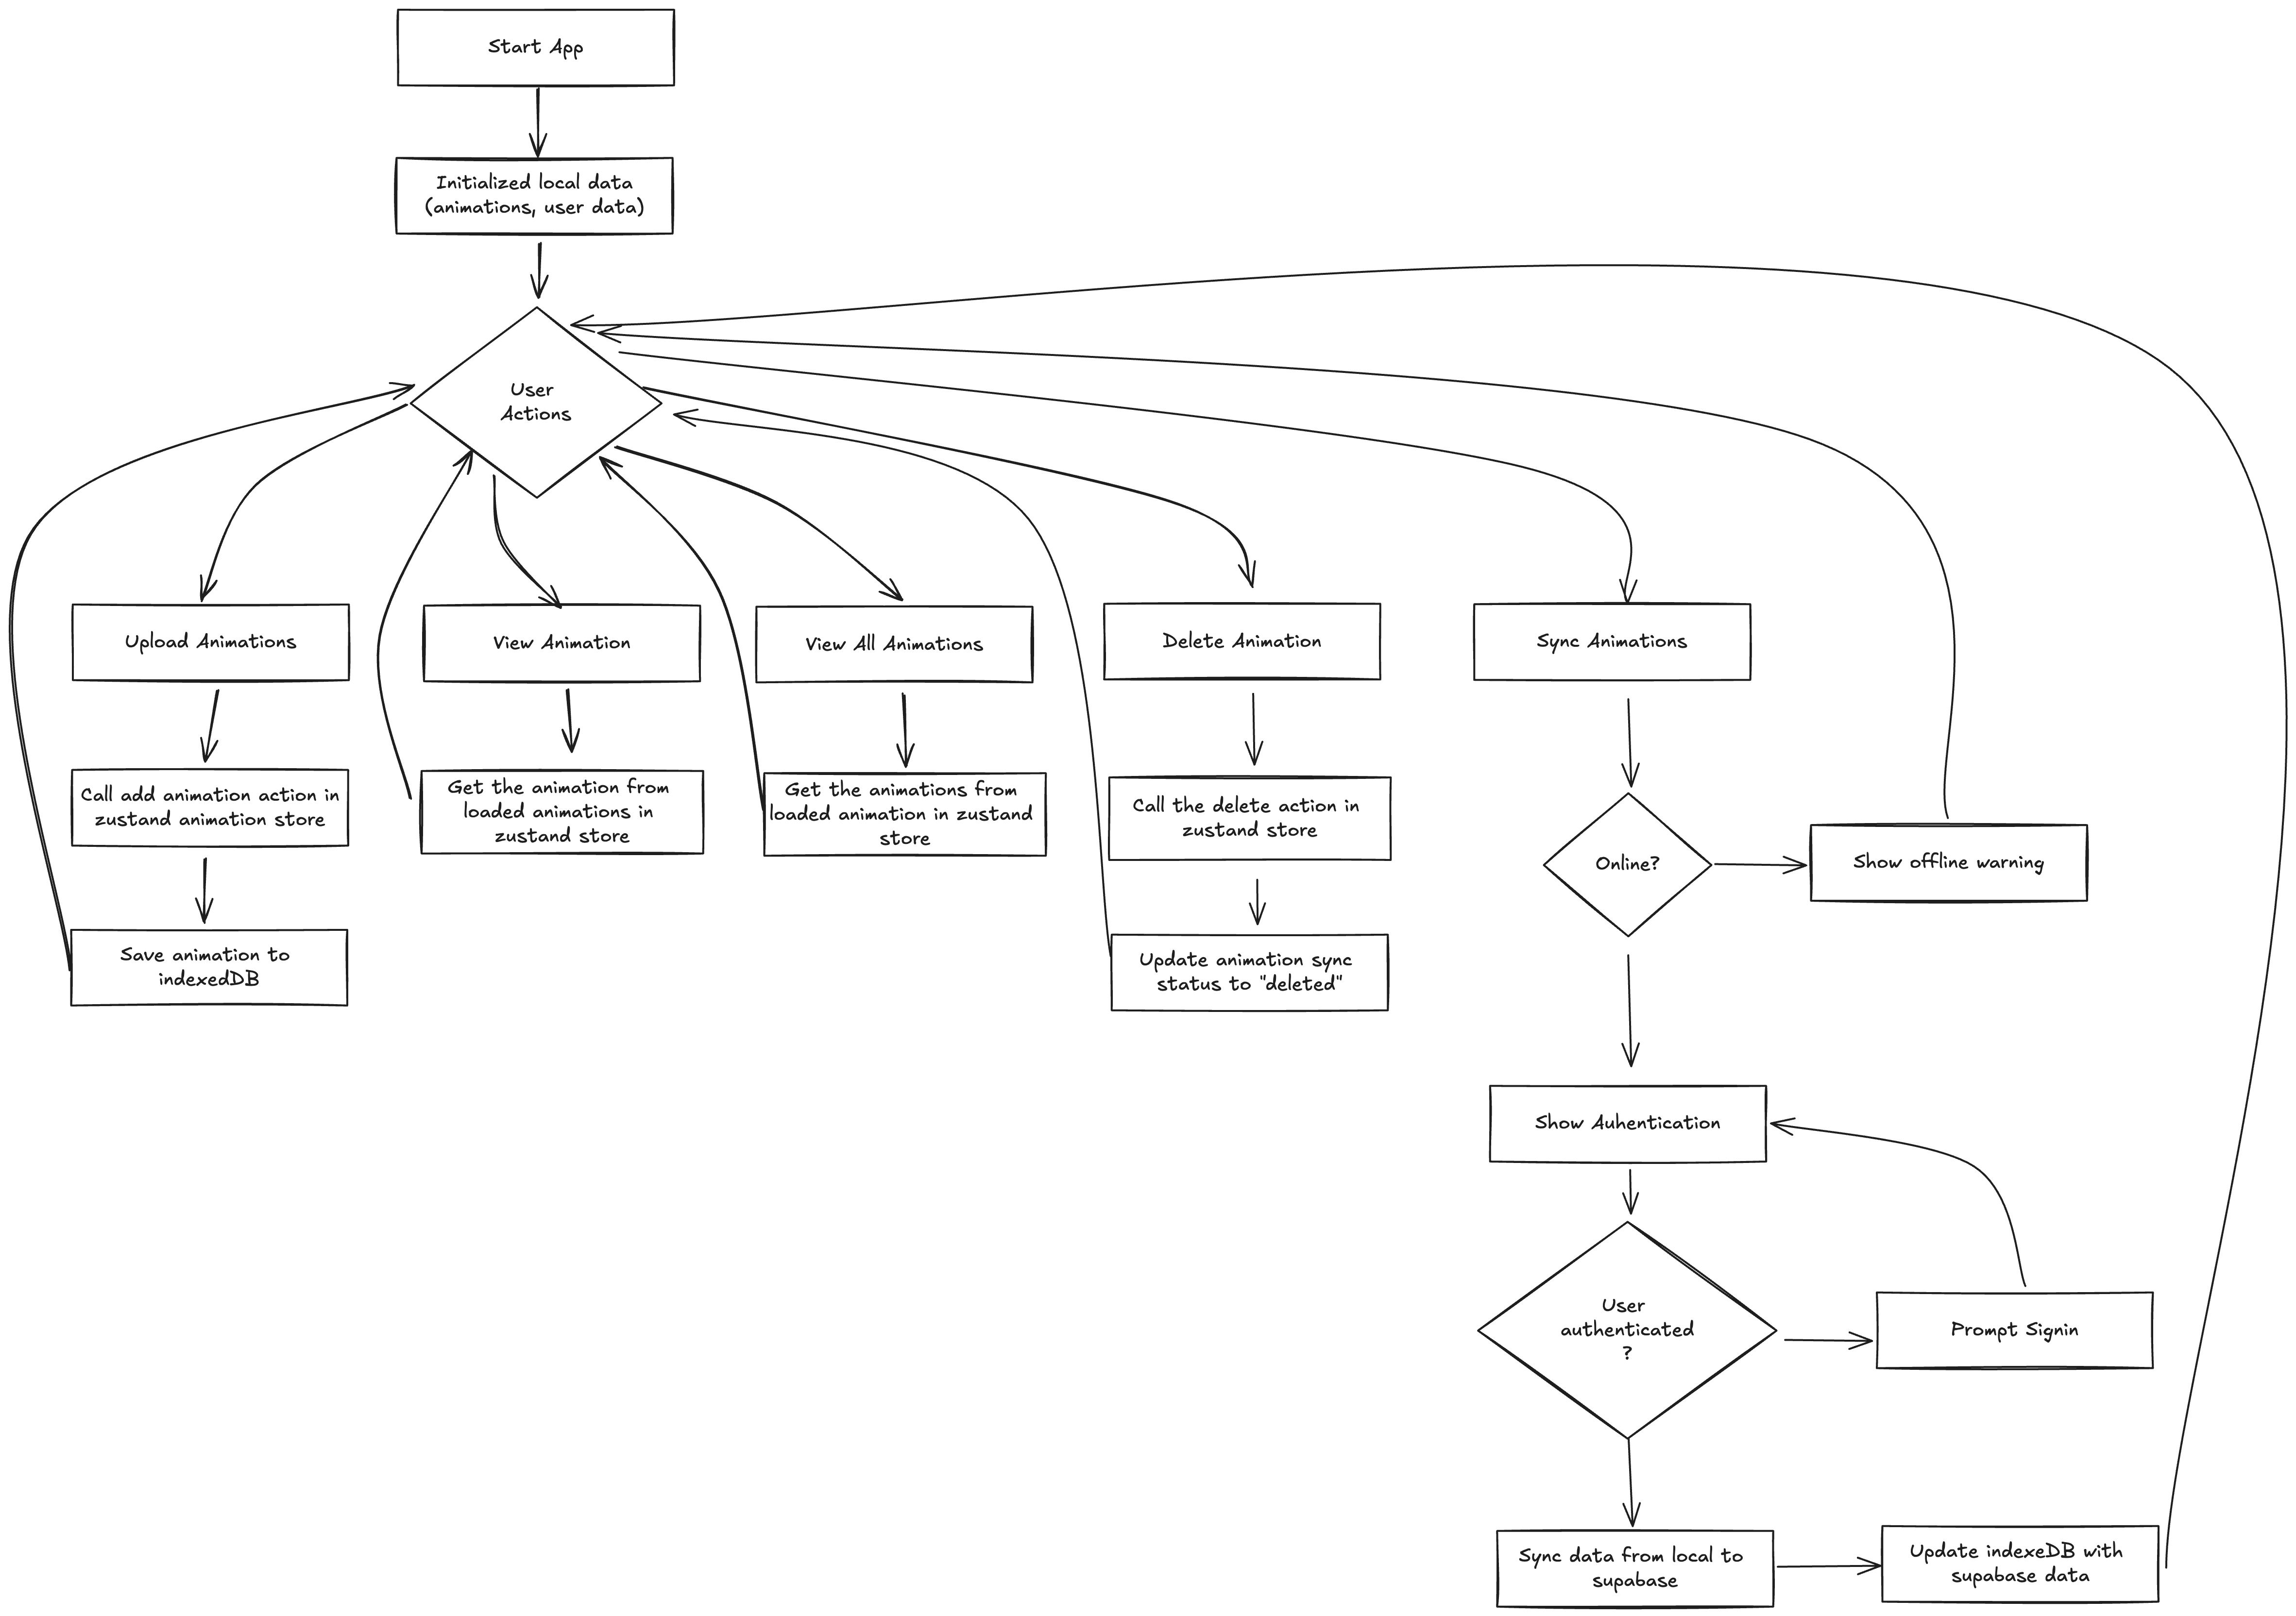 Start App
Initialized local data
(animations, user data)
User
Actions
Upload Animations
View Animation
View All Animations
Delete Animation
Sync Animations
Call add animation action in
zustand animation store
Get the animation from
loaded animations in
zustand store
Get the animations from
loaded animation in zustand
store
Call the delete action in
zustand store
Online?
Show offline warning
Save animation to
indexedDB
Update animation sync
status to "deleted"
Show Auhentication
User
authenticated
?
Prompt Signin
Sync data from local to
supabase
Update indexeDB with
supabase data